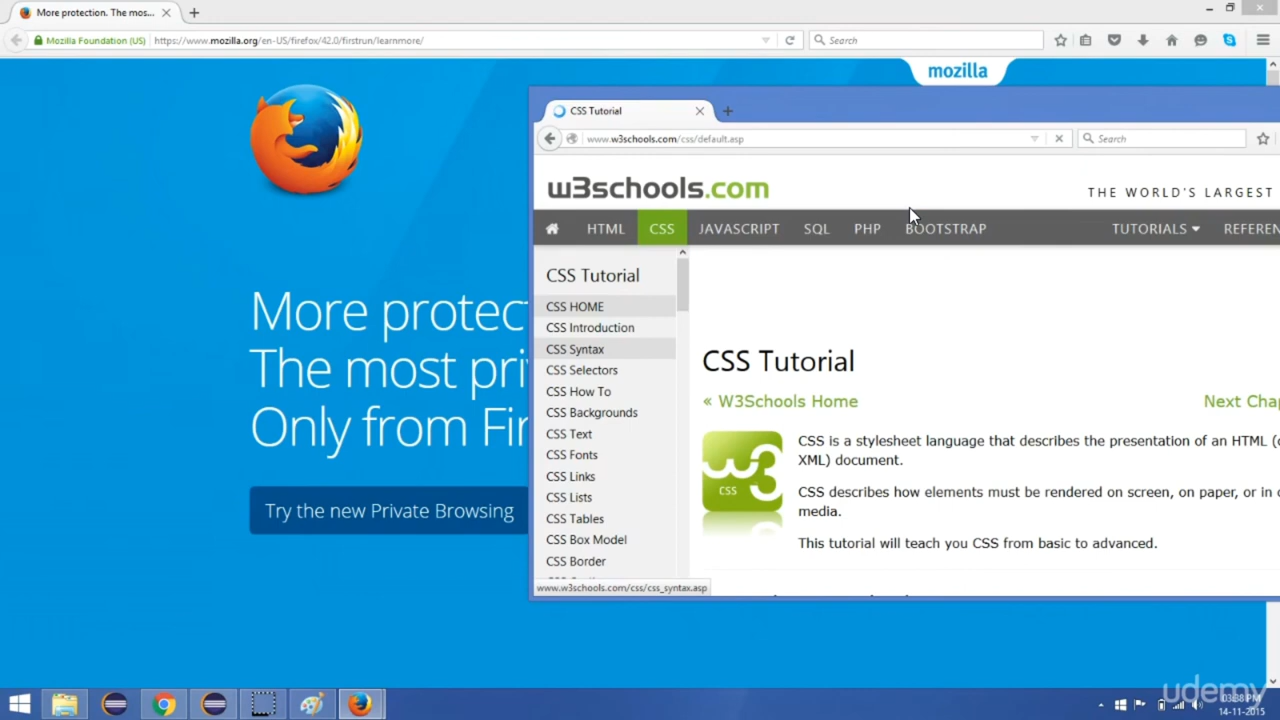 More protection. The mos...
Mozilla Foundation (US)
https://www.mozilla.org/en-US/firefox/42.0/firstrun/learnmore/
Search
mozilla
More protec
The most pri
Only from Fir
Try the new Private Browsing
CSS Tutorial
www.w3schools.com/css/default.asp
Search
w3schools.com
THE WORLD'S LARGEST
HTML
CSS
JAVASCRIPT
SQL
PHP
BOOTSTRAP
TUTORIALS
REFEREN
CSS Tutorial
CSS HOME
CSS Introduction
CSS Syntax
CSS Selectors
CSS How To
CSS Backgrounds
CSS Text
CSS Fonts
CSS Links
CSS Lists
CSS Tables
CSS Box Model
CSS Border
www.w3schools.com/css/css_syntax.asp
CSS Tutorial
« W3Schools Home
Next Chap
w3
CSS
CSS is a stylesheet language that describes the presentation of an HTML (o
XML) document.
CSS describes how elements must be rendered on screen, on paper, or in o
media.
This tutorial will teach you CSS from basic to advanced.
udemy
03:38 PM
14-11-2015